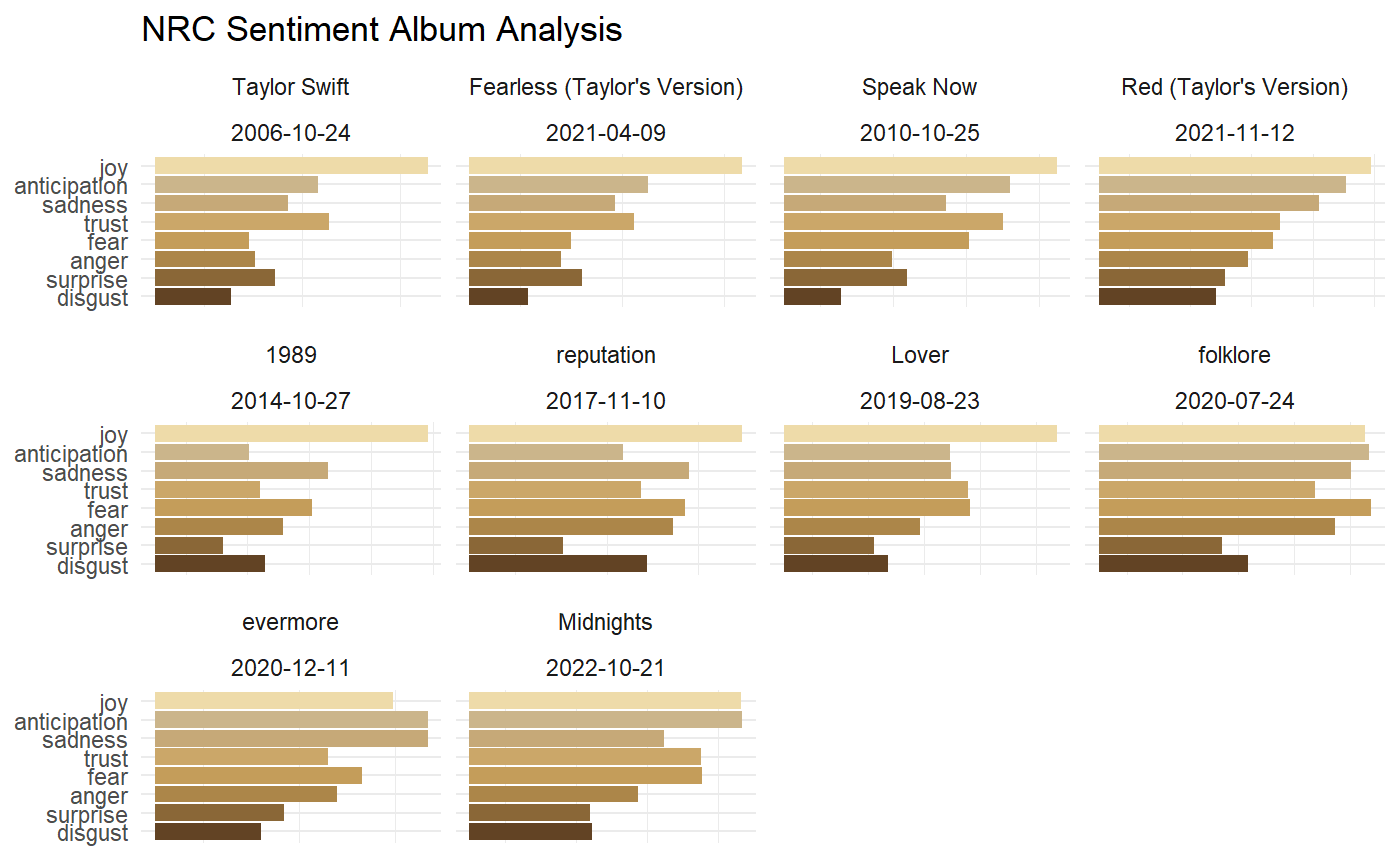 NRC Sentiment Album Analysis
Taylor Swift
2006-10-24
Fearless (Taylor's Version)
2021-04-09
Speak Now
2010-10-25
Red (Taylor's Version)
2021-11-12
joy
anticipation
sadness
trust
fear
anger
surprise
disgust
1989
2014-10-27
reputation
2017-11-10
Lover
2019-08-23
folklore
2020-07-24
joy
anticipation
sadness
trust
fear
anger
surprise
disgust
evermore
2020-12-11
Midnights
2022-10-21
joy
anticipation
sadness
trust
fear
anger
surprise
disgust